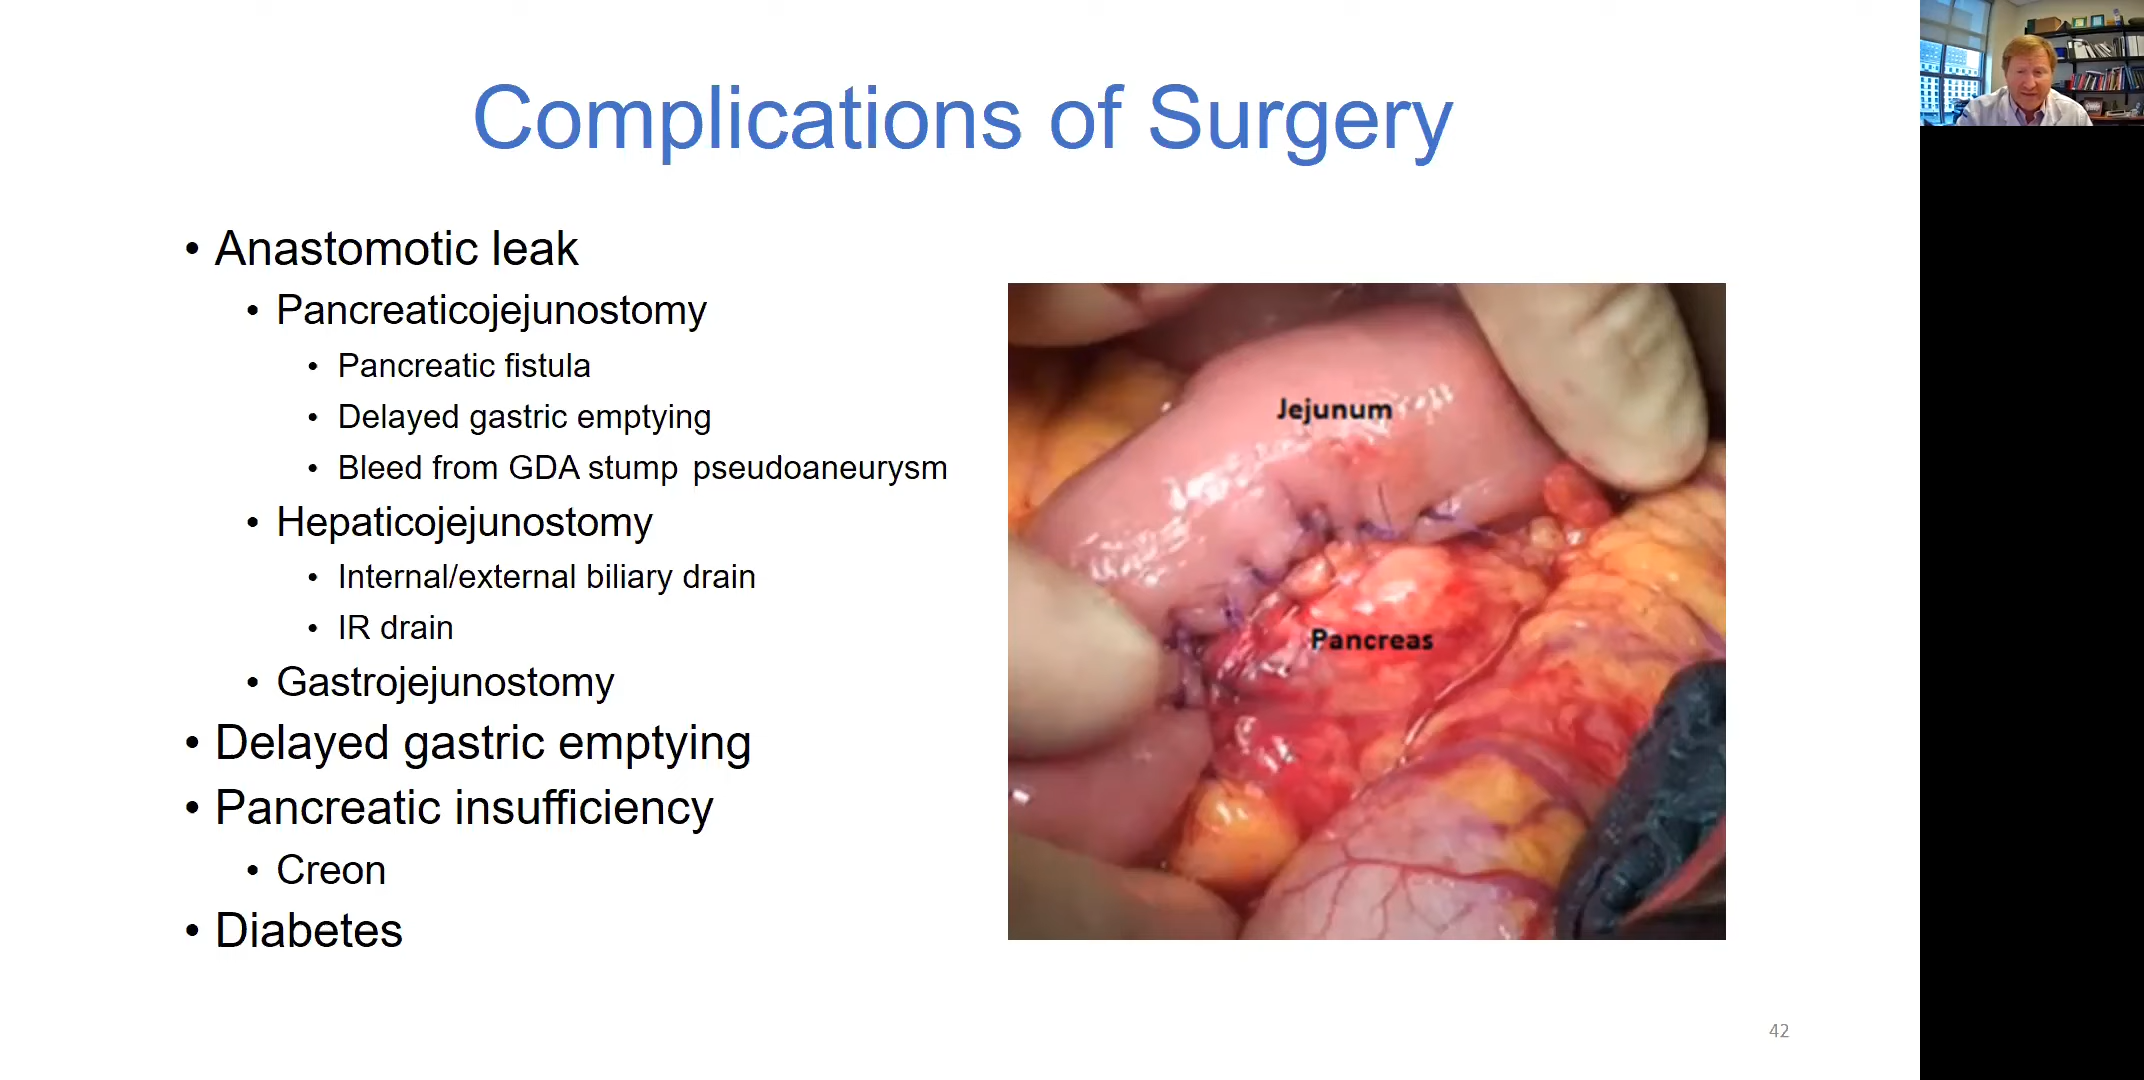 Complications of Surgery
• Anastomotic leak
• Pancreaticojejunostomy
• Pancreatic fistula
• Delayed gastric emptying
• Bleed from GDA stump pseudoaneurysm
• Hepaticojejunostomy
• Internal/external biliary drain
• IR drain
• Gastrojejunostomy
• Delayed gastric emptying
• Pancreatic insufficiency
• Creon
• Diabetes
Jejunum
Pancreas
42